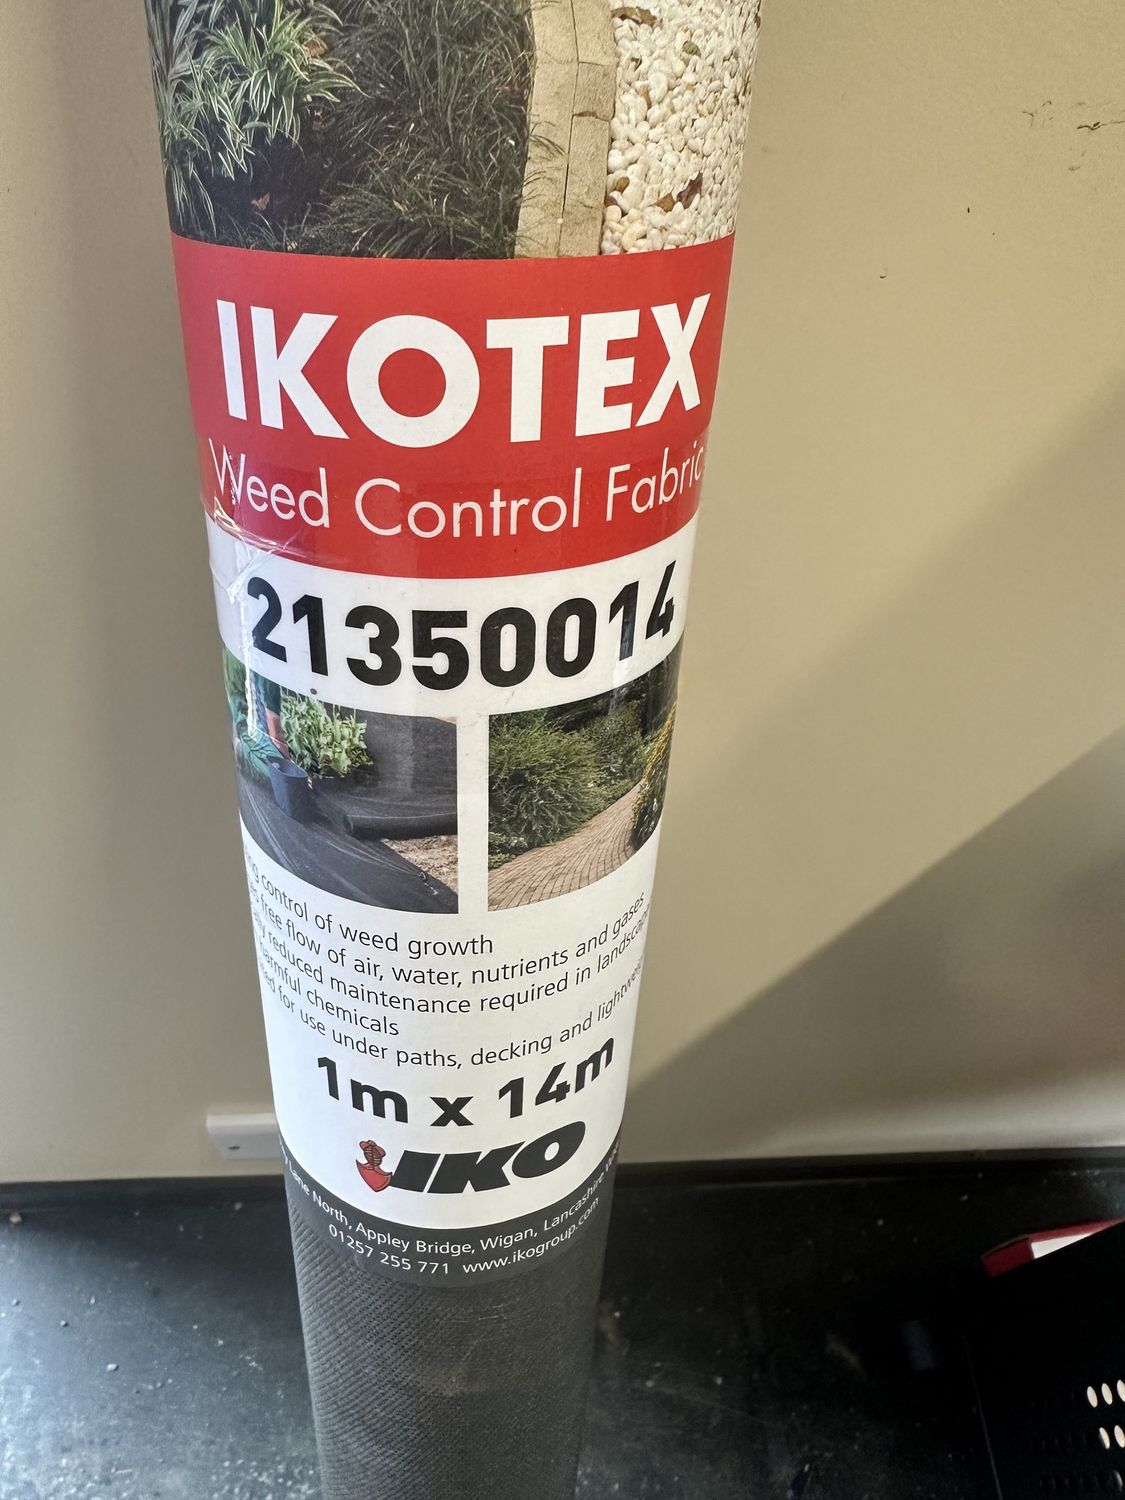 IKOTEX
Weed Control Fabric
21350014
control of weed growth
free flow of air, water, nutrients and gases
reduced maintenance required in
chemicals
for use under paths, decking and
1m x 14m
IKO
Lane North, Appley Bridge, Wigan, Lancashire
01257 255 771 www.ikogroup.com